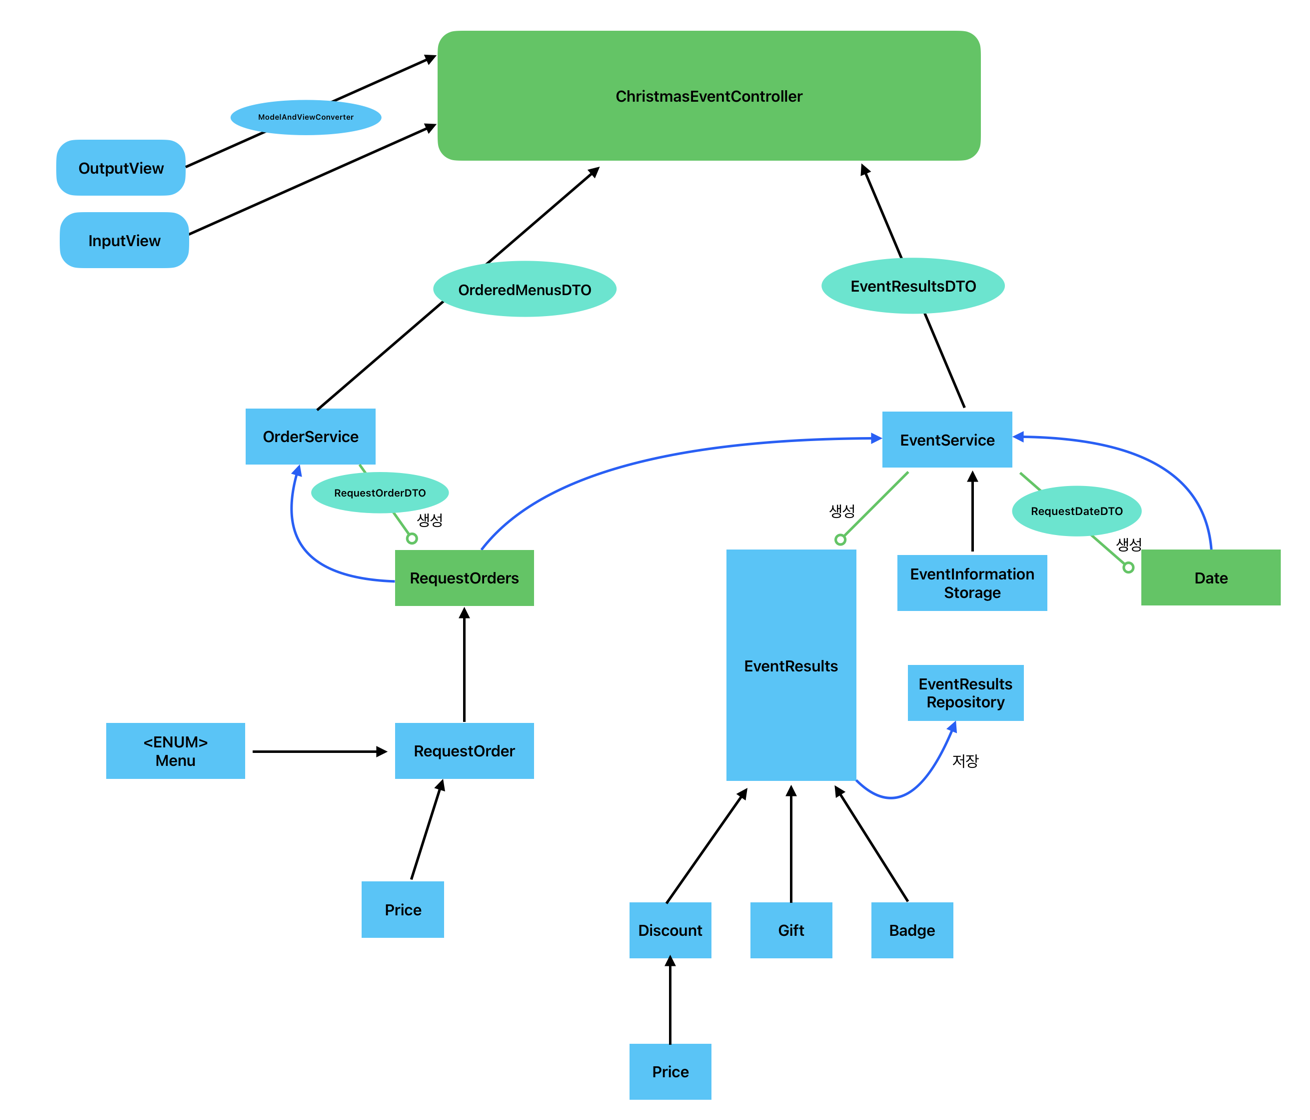 ChristmasEventController
ModelAndViewConverter
OutputView
InputView
OrderedMenusDTO
EventResultsDTO
OrderService
EventService
RequestOrderDTO
생성
생성
RequestDateDTO
생성
RequestOrders
EventInformation
Storage
Date
EventResults
EventResults
Repository
<ENUM>
Menu
RequestOrder
저장
Price
Discount
Gift
Badge
Price